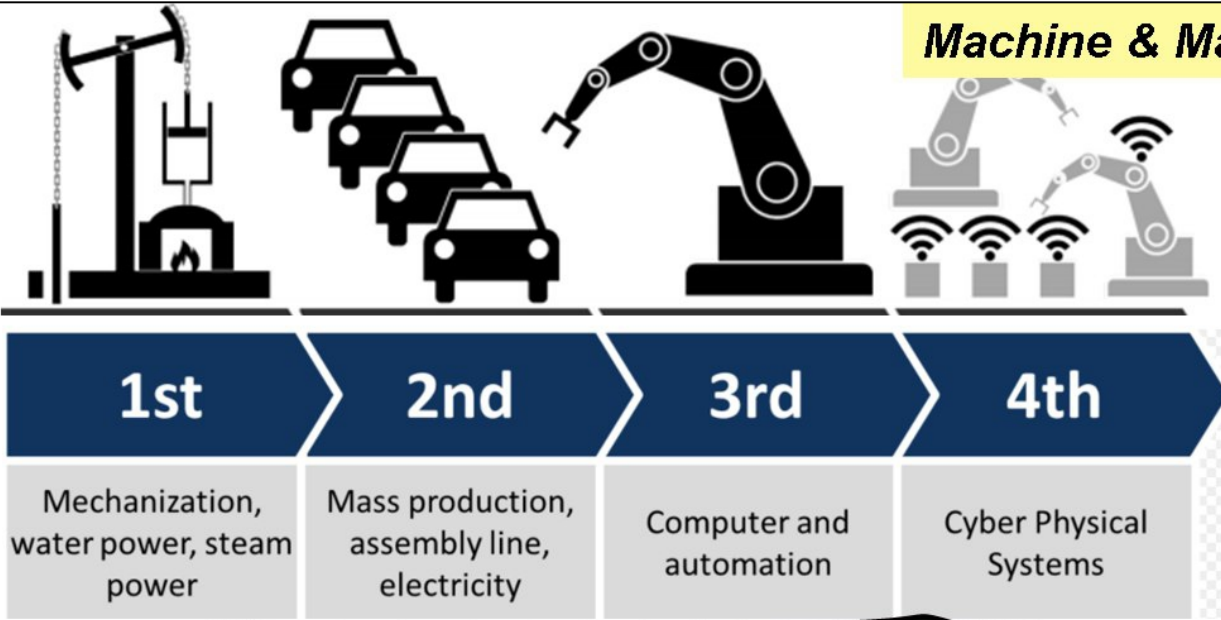 Machine & Ma
1st
2nd
3rd
4th
Mechanization,
water power, steam
power
Mass production,
assembly line,
electricity
Computer and
automation
Cyber Physical
Systems